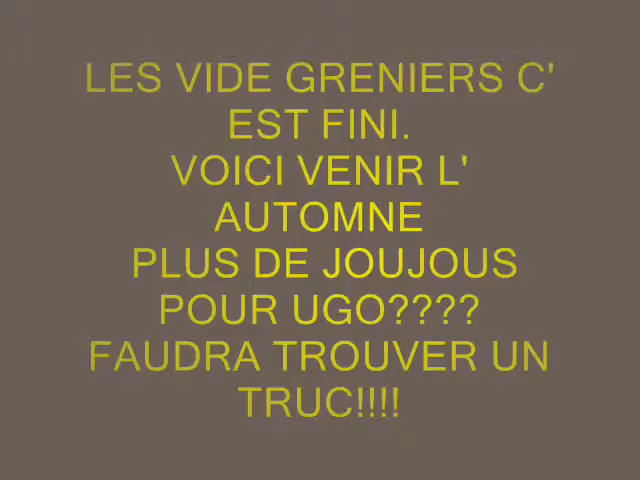 LES VIDE GRENIERS C'
EST FINI.
VOICI VENIR L'
AUTOMNE
PLUS DE JOUJOUS
POUR UGO????
FAUDRA TROUVER UN
TRUC!!!!